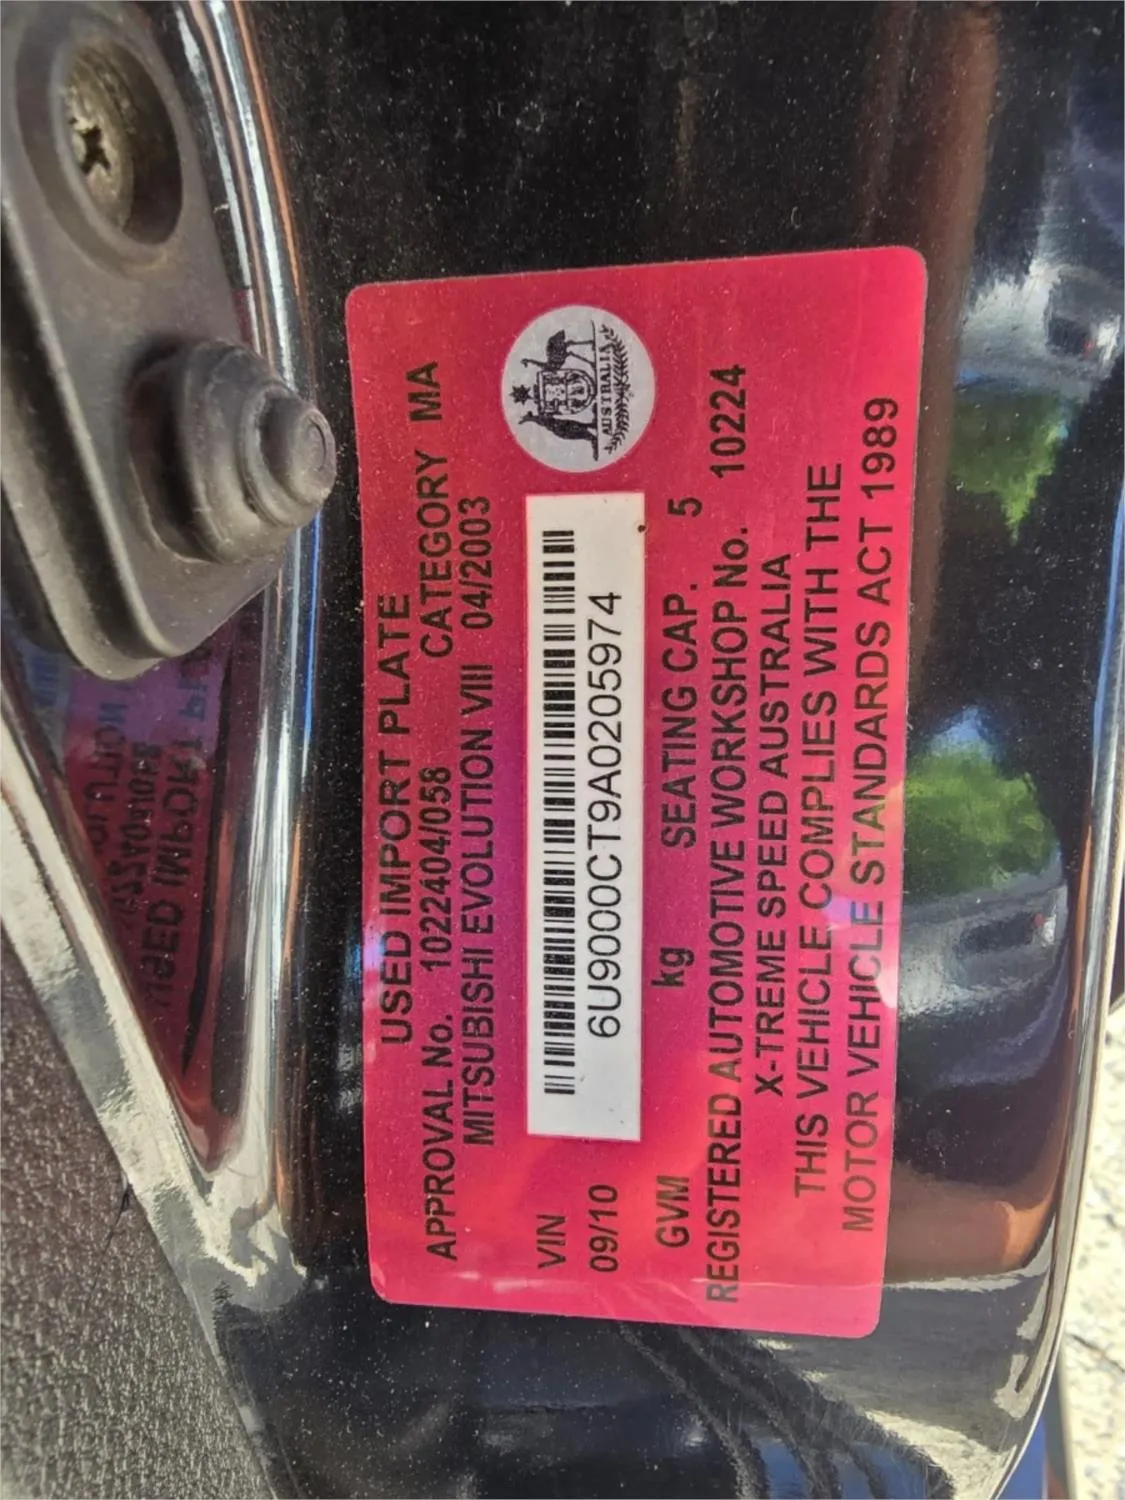 USED IMPORT PLATE
APPROVAL No. 1022404/058 CATEGORY MA
MITSUBISHI EVOLUTION VIII 04/2003
AUSTRALIA
VIN
09/10
6U9000CT9A0205974
GVM kg SEATING CAP. 5
REGISTERED AUTOMOTIVE WORKSHOP No. 10224
X-TREME SPEED AUSTRALIA
THIS VEHICLE COMPLIES WITH THE
MOTOR VEHICLE STANDARDS ACT 1989